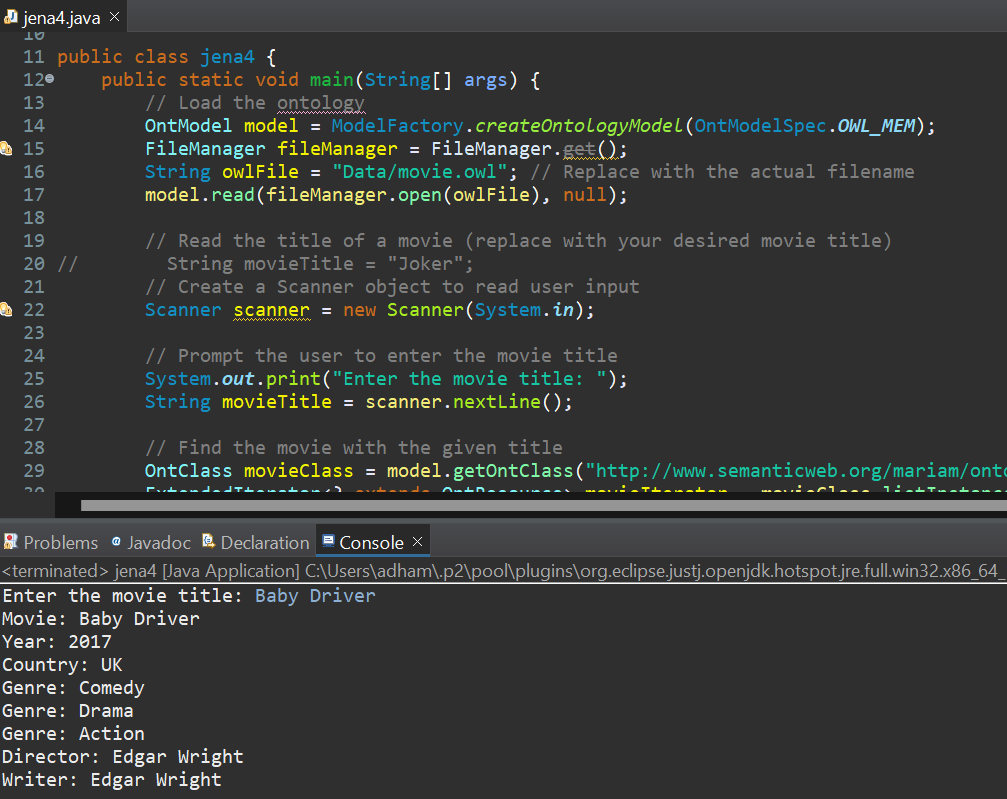 jena4.java
10
11 public class jena4 {
12 public static void main(String[] args) {
13 // Load the ontology
14 OntModel model = ModelFactory.createOntologyModel(OntModelSpec.OWL_MEM);
15 FileManager fileManager = FileManager.get();
16 String owlFile = "Data/movie.owl"; // Replace with the actual filename
17 model.read(fileManager.open(owlFile), null);
18
19 // Read the title of a movie (replace with your desired movie title)
20 // String movieTitle = "Joker";
21 // Create a Scanner object to read user input
22 Scanner scanner = new Scanner(System.in);
23
24 // Prompt the user to enter the movie title
25 System.out.print("Enter the movie title: ");
26 String movieTitle = scanner.nextLine();
27
28 // Find the movie with the given title
29 OntClass movieClass = model.getOntClass("http://www.semanticweb.org/mariam/onto
30 ExtendedIterator<? extends OntResource> movieIterator = movieClass.listInstanc
Problems Javadoc Declaration Console
<terminated> jena4 [Java Application] C:\Users\adham\.p2\pool\plugins\org.eclipse.justj.openjdk.hotspot.jre.full.win32.x86_64_
Enter the movie title: Baby Driver
Movie: Baby Driver
Year: 2017
Country: UK
Genre: Comedy
Genre: Drama
Genre: Action
Director: Edgar Wright
Writer: Edgar Wright